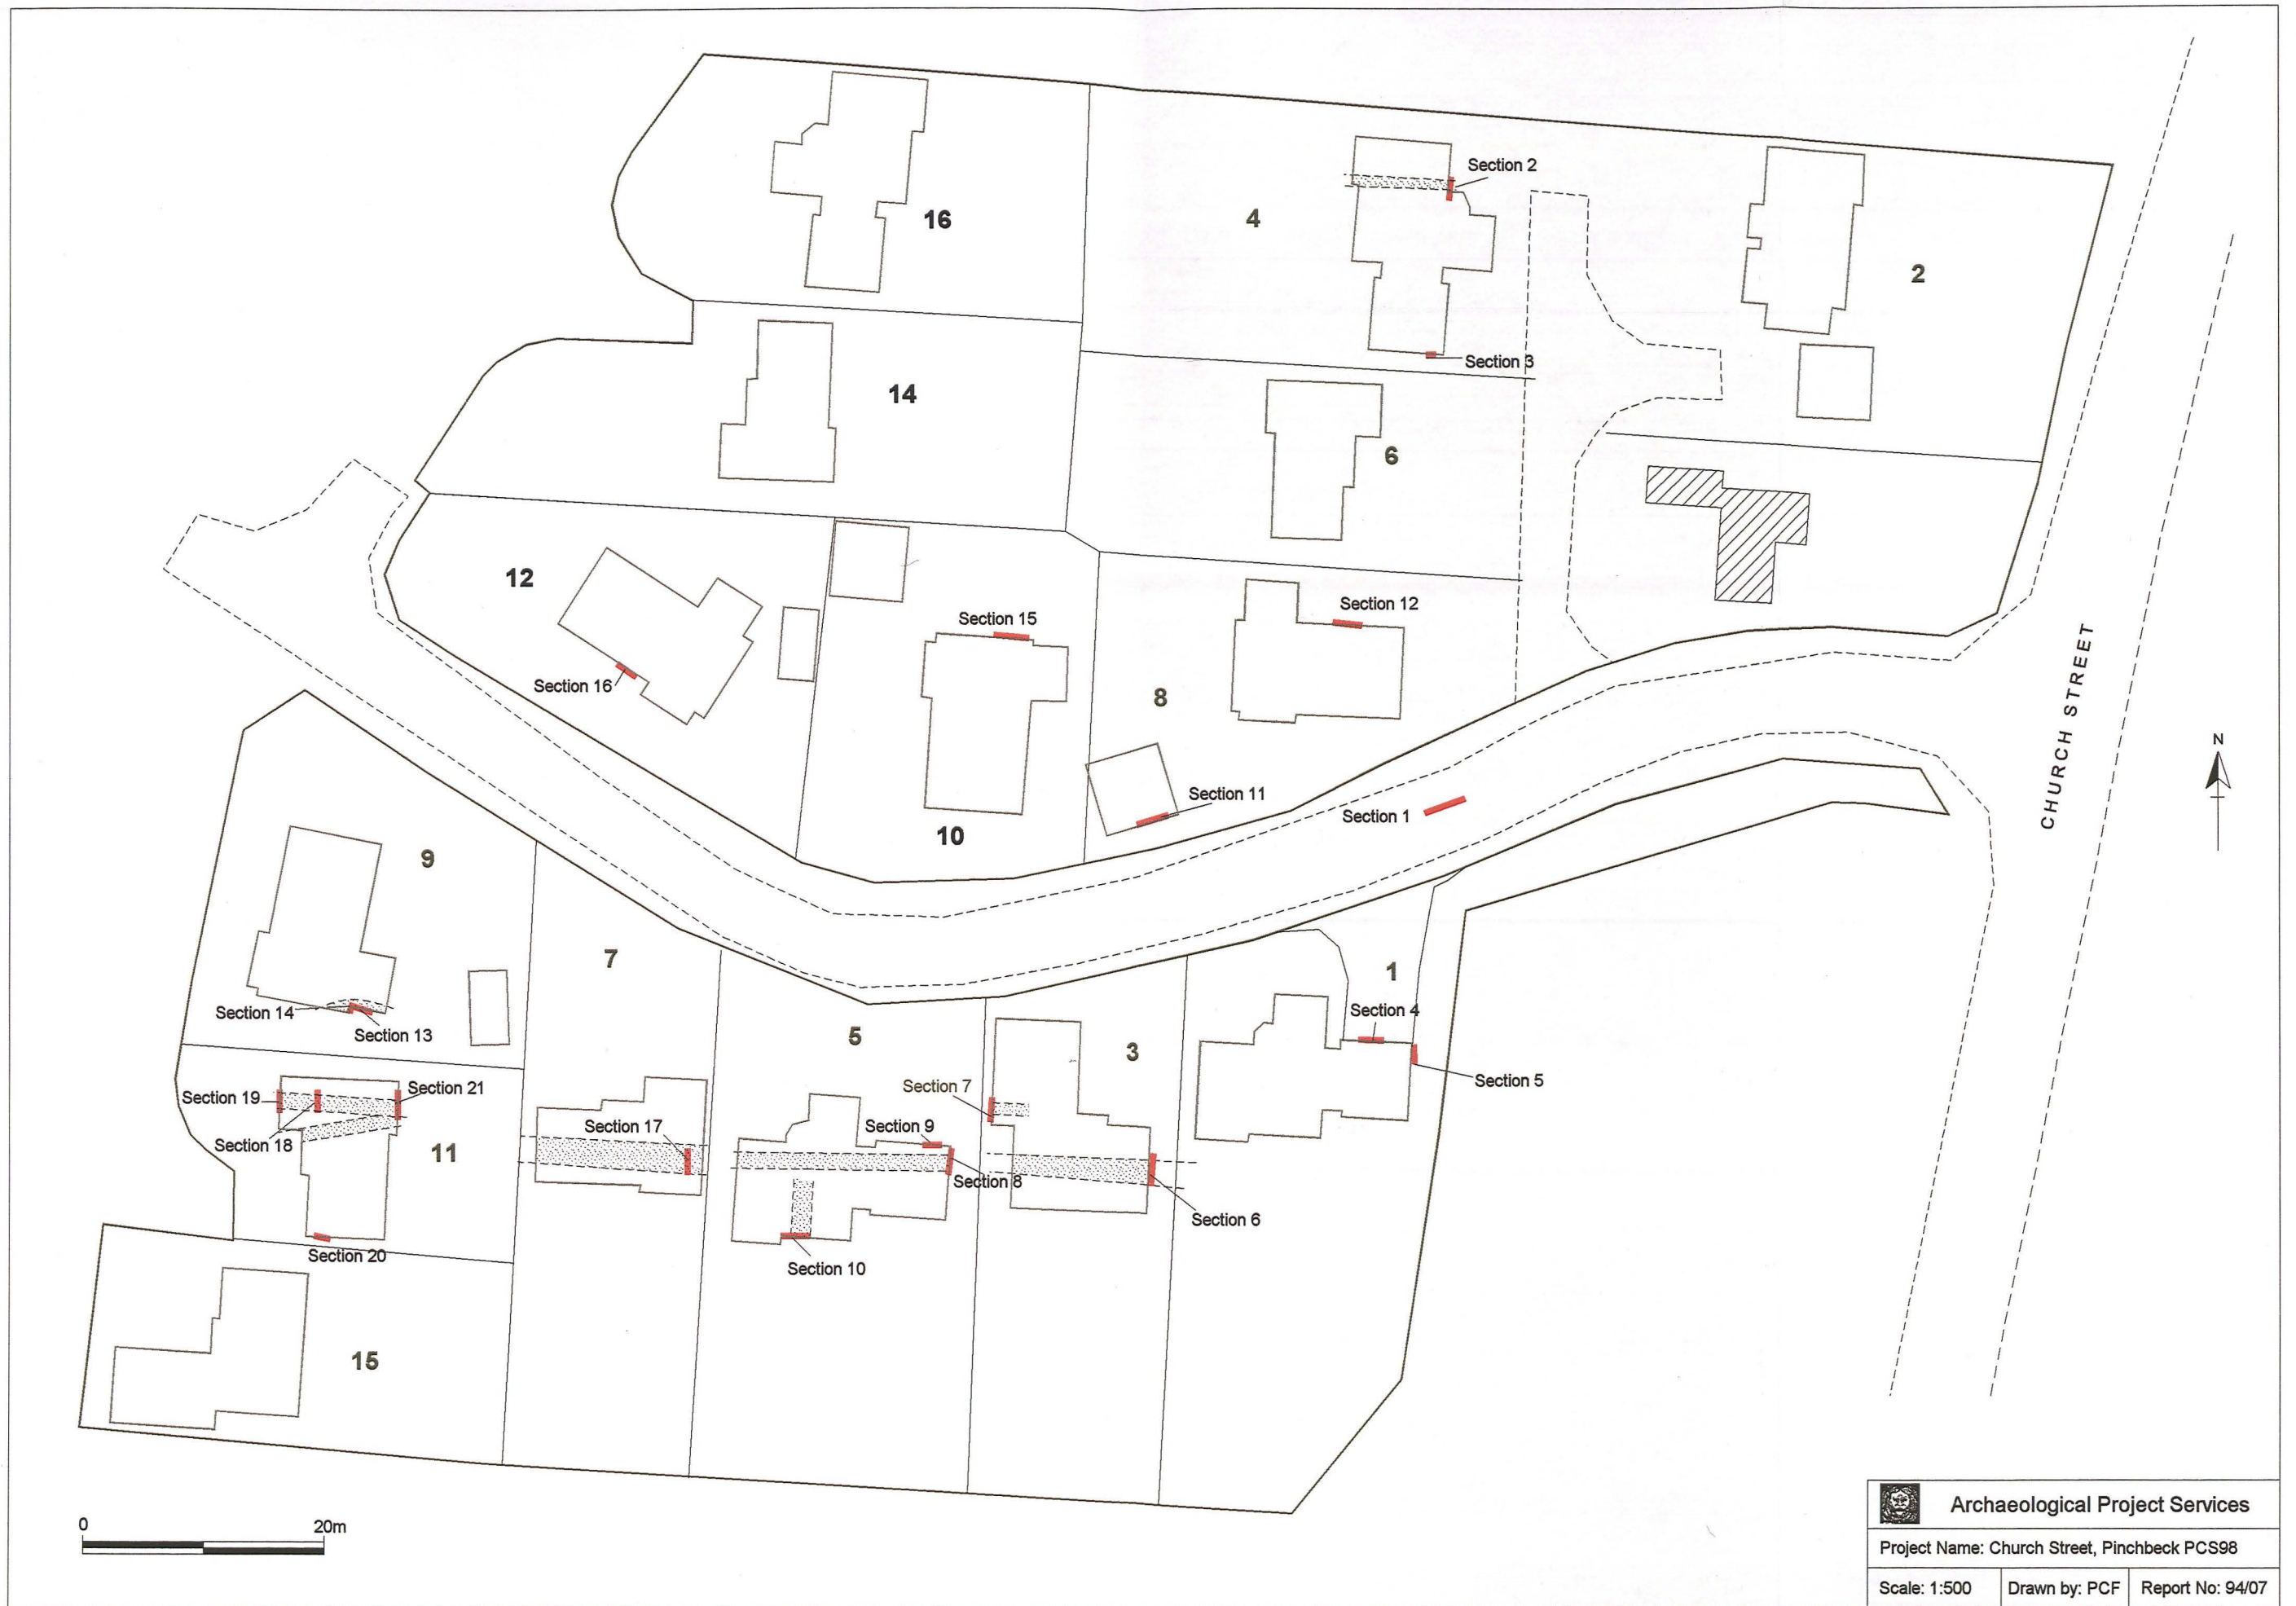 16
4
Section 2
2
Section 3
14
6
12
Section 15
Section 12
Section 16
8
CHURCH STREET
N
Section 11
Section 1
10
9
7
1
Section 14
Section 13
5
3
Section 4
Section 5
Section 7
Section 19
Section 21
Section 18
11
Section 17
Section 9
Section 8
Section 6
Section 20
Section 10
15
0 20m
Archaeological Project Services
Project Name: Church Street, Pinchbeck PCS98
Scale: 1:500 Drawn by: PCF Report No: 94/07